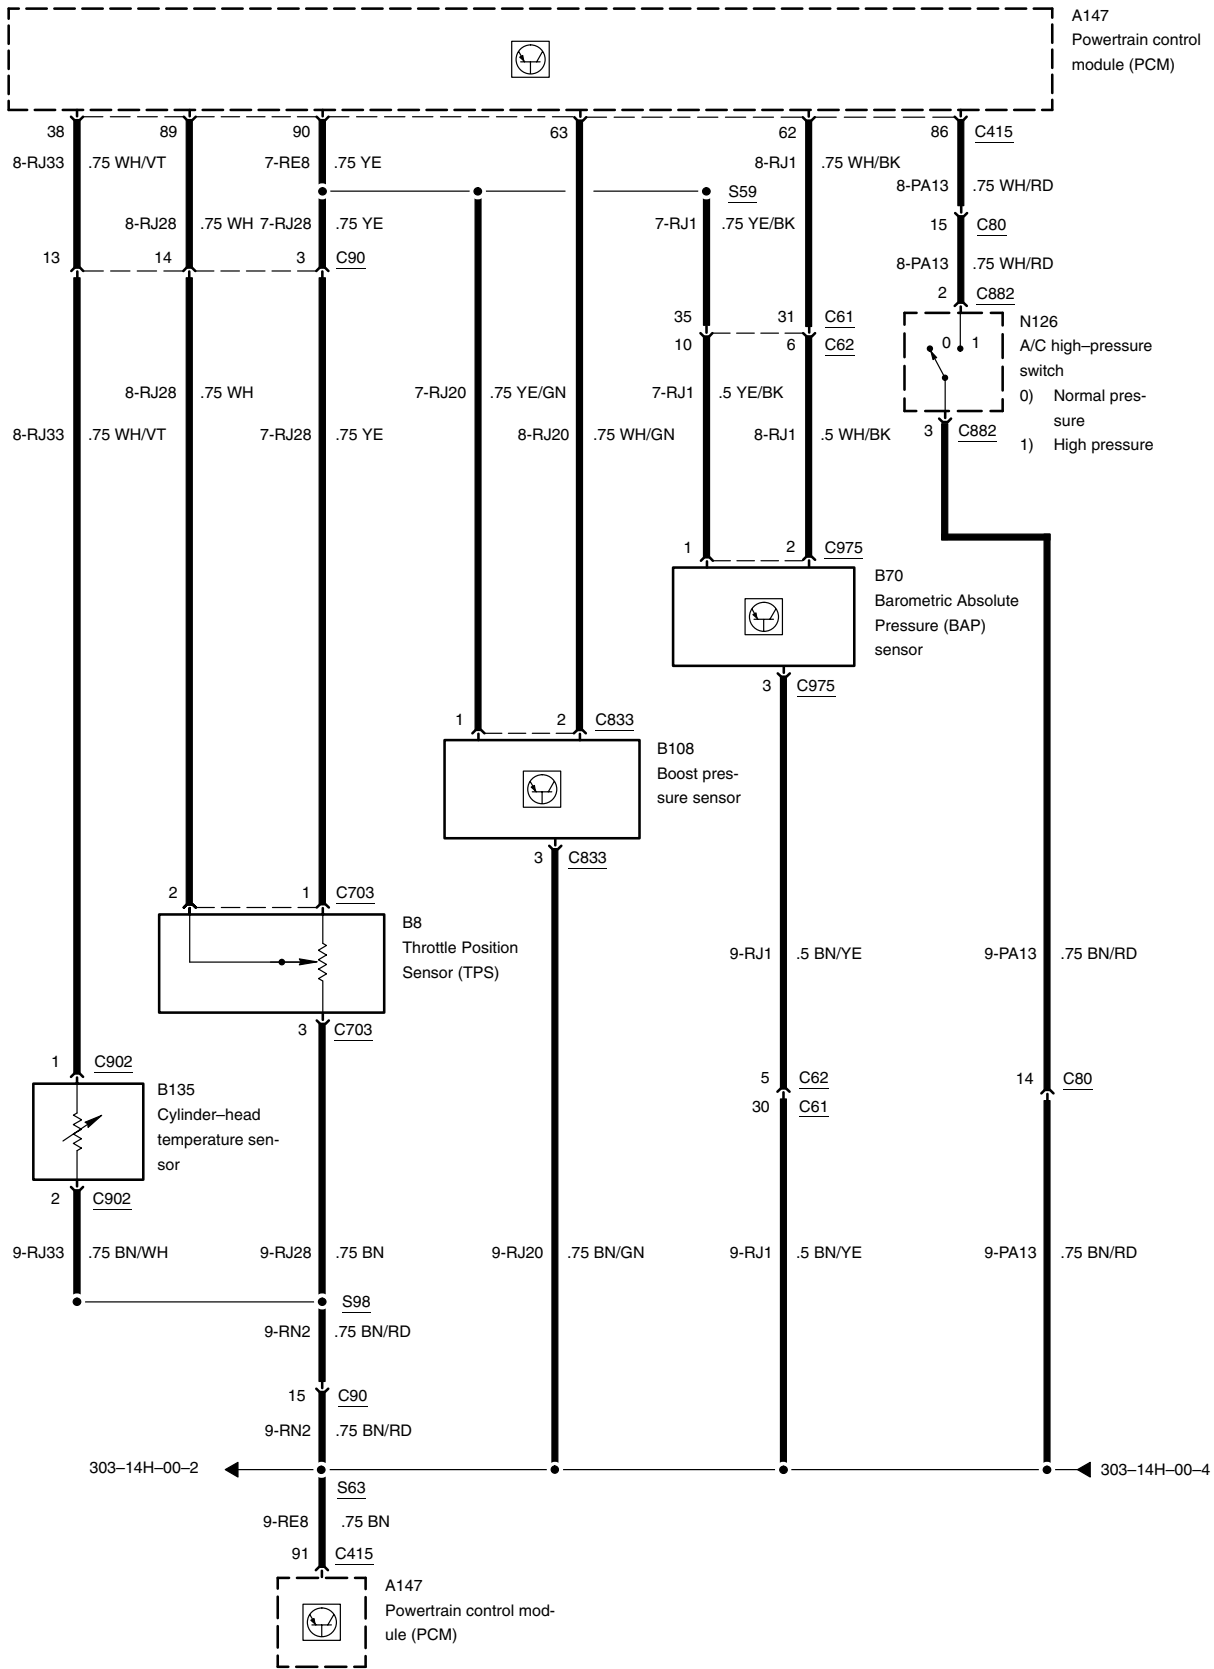 A147
Powertrain control
module (PCM)
38 89 90 63 62 86 C415
8-RJ33 .75 WH/VT 7-RE8 .75 YE 8-RJ1 .75 WH/BK
8-PA13 .75 WH/RD
S59
8-RJ28 .75 WH 7-RJ28 .75 YE 7-RJ1 .75 YE/BK 15 C80
13 14 3 C90 8-PA13 .75 WH/RD
2 C882
35 31 C61 N126
10 6 C62 0 1 A/C high–pressure
switch
8-RJ28 .75 WH 7-RJ20 .75 YE/GN 7-RJ1 .5 YE/BK 0) Normal pres-
sure
8-RJ33 .75 WH/VT 7-RJ28 .75 YE 8-RJ20 .75 WH/GN 8-RJ1 .5 WH/BK 3 C882
1) High pressure
1 2 C975
B70
Barometric Absolute
Pressure (BAP)
sensor
3 C975
1 2 C833
B108
Boost pres-
sure sensor
3 C833
2 1 C703
B8
Throttle Position
Sensor (TPS)
9-RJ1 .5 BN/YE 9-PA13 .75 BN/RD
3 C703
1 C902
5 C62 14 C80
B135
Cylinder–head
temperature sen-
sor
30 C61
2 C902
9-RJ33 .75 BN/WH 9-RJ28 .75 BN 9-RJ20 .75 BN/GN 9-RJ1 .5 BN/YE 9-PA13 .75 BN/RD
S98
9-RN2 .75 BN/RD
15 C90
9-RN2 .75 BN/RD
303–14H–00–2 303–14H–00–4
S63
9-RE8 .75 BN
91 C415
A147
Powertrain control mod-
ule (PCM)